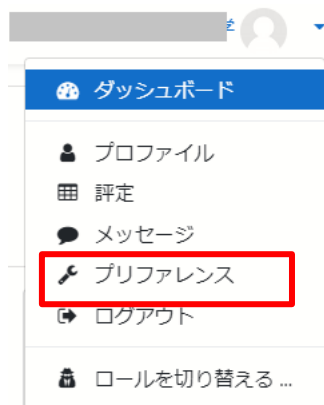 ダッシュボード
プロファイル
評定
メッセージ
プリファレンス
ログアウト
ロールを切り替える ...